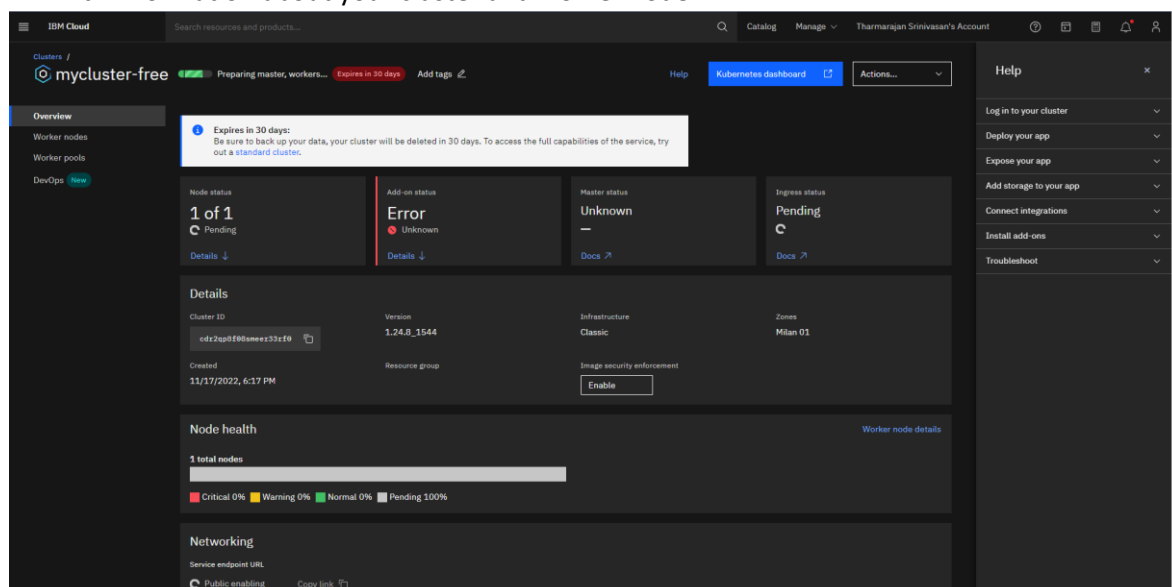 IBM Cloud
Search resources and products...
Catalog
Manage
Tharmarajan Srinivasan's Account
Clusters /
mycluster-free
Preparing master, workers...
Expires in 30 days
Add tags
Help
Kubernetes dashboard
Actions...
Overview
Worker nodes
Worker pools
DevOps New
Expires in 30 days:
Be sure to back up your data, your cluster will be deleted in 30 days. To access the full capabilities of the service, try
out a standard cluster.
Node status
1 of 1
Pending
Details ↓
Add-on status
Error
Unknown
Details ↓
Master status
Unknown
—
Docs ↗
Ingress status
Pending
Docs ↗
Details
Cluster ID
Version
1.24.8_1544
Infrastructure
Classic
Zones
Milan 01
Created
11/17/2022, 6:17 PM
Resource group
Image security enforcement
Enable
Node health
Worker node details
1 total nodes
Critical 0% Warning 0% Normal 0% Pending 100%
Networking
Service endpoint URL
Public enabling
Copy link
Help
×
Log in to your cluster
Deploy your app
Expose your app
Add storage to your app
Connect integrations
Install add-ons
Troubleshoot